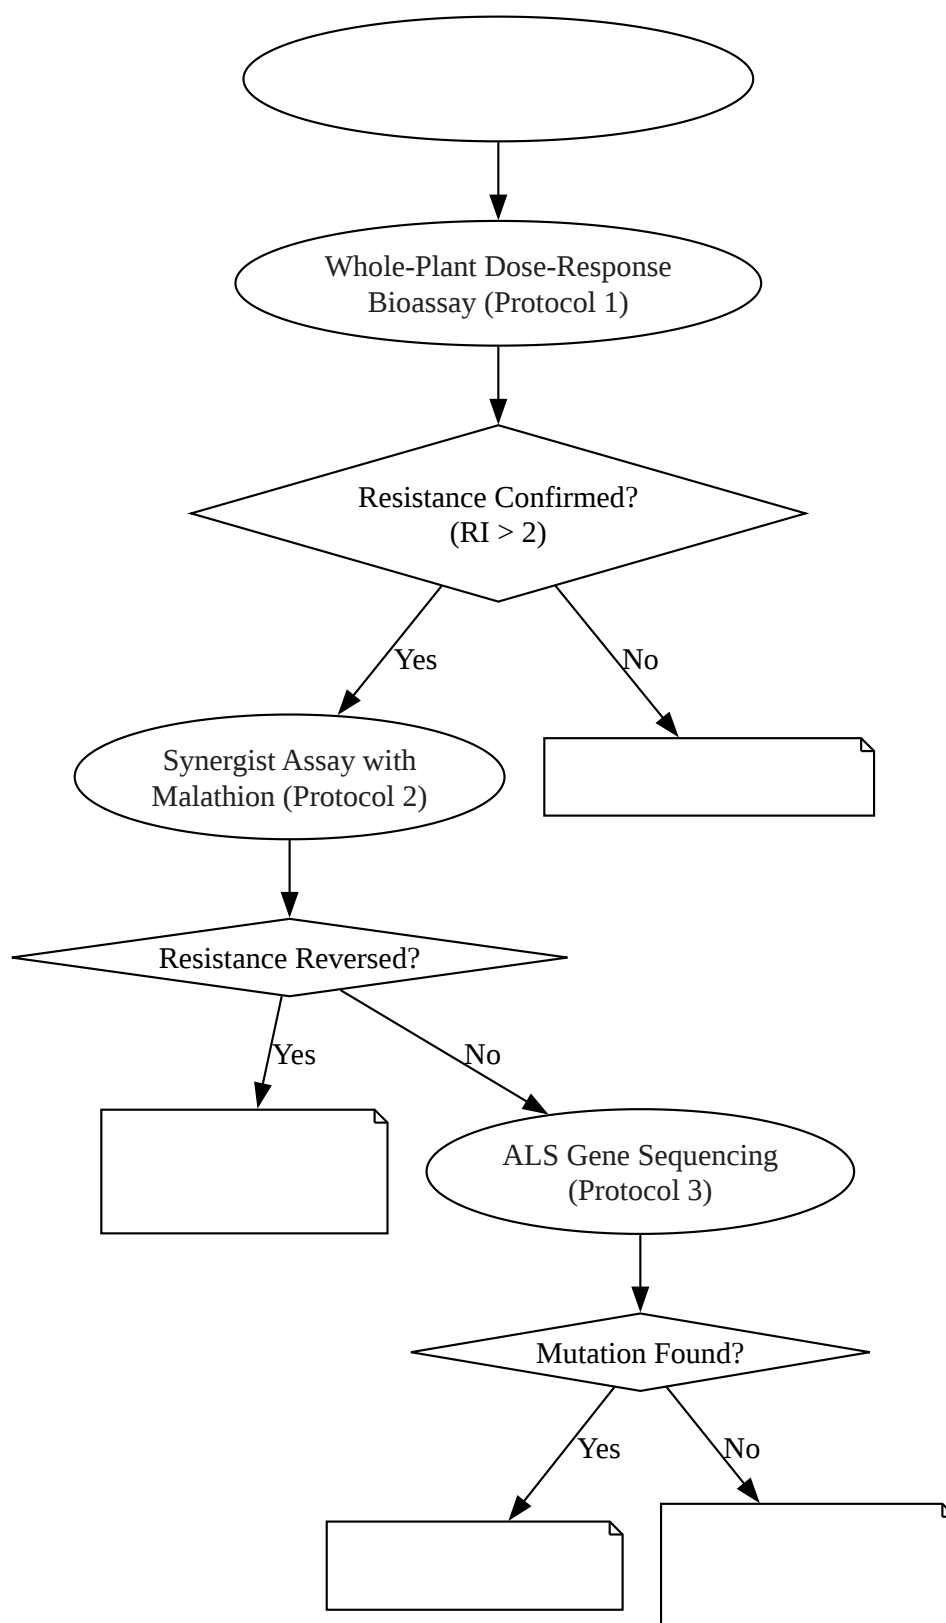 Whole-Plant Dose-Response
Bioassay (Protocol 1)
Resistance Confirmed?
(RI > 2)
Yes
No
Synergist Assay with
Malathion (Protocol 2)
Resistance Reversed?
Yes
No
ALS Gene Sequencing
(Protocol 3)
Mutation Found?
Yes
No